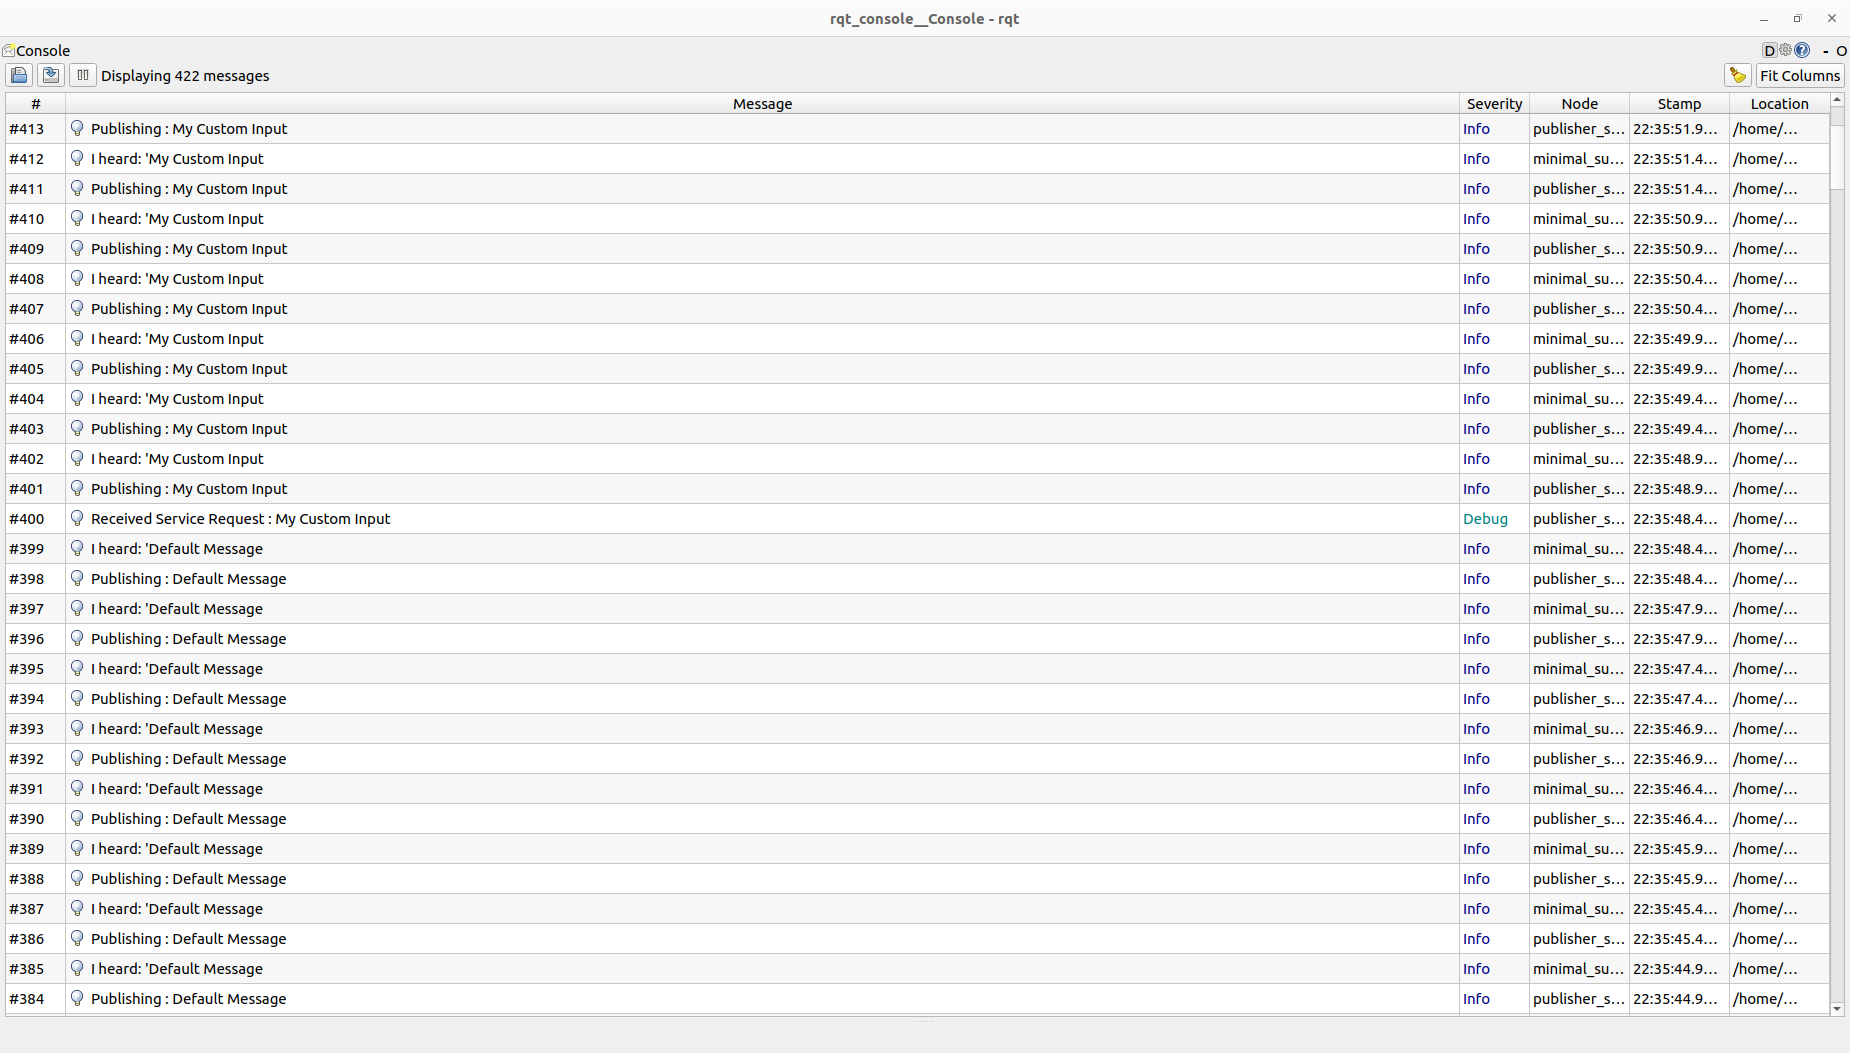 rqt_console__Console - rqt
Console D - O
Displaying 422 messages Fit Columns
# Message Severity Node Stamp Location
#413 Publishing : My Custom Input Info publisher_s... 22:35:51.9... /home/...
#412 I heard: 'My Custom Input Info minimal_su... 22:35:51.4... /home/...
#411 Publishing : My Custom Input Info publisher_s... 22:35:51.4... /home/...
#410 I heard: 'My Custom Input Info minimal_su... 22:35:50.9... /home/...
#409 Publishing : My Custom Input Info publisher_s... 22:35:50.9... /home/...
#408 I heard: 'My Custom Input Info minimal_su... 22:35:50.4... /home/...
#407 Publishing : My Custom Input Info publisher_s... 22:35:50.4... /home/...
#406 I heard: 'My Custom Input Info minimal_su... 22:35:49.9... /home/...
#405 Publishing : My Custom Input Info publisher_s... 22:35:49.9... /home/...
#404 I heard: 'My Custom Input Info minimal_su... 22:35:49.4... /home/...
#403 Publishing : My Custom Input Info publisher_s... 22:35:49.4... /home/...
#402 I heard: 'My Custom Input Info minimal_su... 22:35:48.9... /home/...
#401 Publishing : My Custom Input Info publisher_s... 22:35:48.9... /home/...
#400 Received Service Request : My Custom Input Debug publisher_s... 22:35:48.4... /home/...
#399 I heard: 'Default Message Info minimal_su... 22:35:48.4... /home/...
#398 Publishing : Default Message Info publisher_s... 22:35:48.4... /home/...
#397 I heard: 'Default Message Info minimal_su... 22:35:47.9... /home/...
#396 Publishing : Default Message Info publisher_s... 22:35:47.9... /home/...
#395 I heard: 'Default Message Info minimal_su... 22:35:47.4... /home/...
#394 Publishing : Default Message Info publisher_s... 22:35:47.4... /home/...
#393 I heard: 'Default Message Info minimal_su... 22:35:46.9... /home/...
#392 Publishing : Default Message Info publisher_s... 22:35:46.9... /home/...
#391 I heard: 'Default Message Info minimal_su... 22:35:46.4... /home/...
#390 Publishing : Default Message Info publisher_s... 22:35:46.4... /home/...
#389 I heard: 'Default Message Info minimal_su... 22:35:45.9... /home/...
#388 Publishing : Default Message Info publisher_s... 22:35:45.9... /home/...
#387 I heard: 'Default Message Info minimal_su... 22:35:45.4... /home/...
#386 Publishing : Default Message Info publisher_s... 22:35:45.4... /home/...
#385 I heard: 'Default Message Info minimal_su... 22:35:44.9... /home/...
#384 Publishing : Default Message Info publisher_s... 22:35:44.9... /home/...